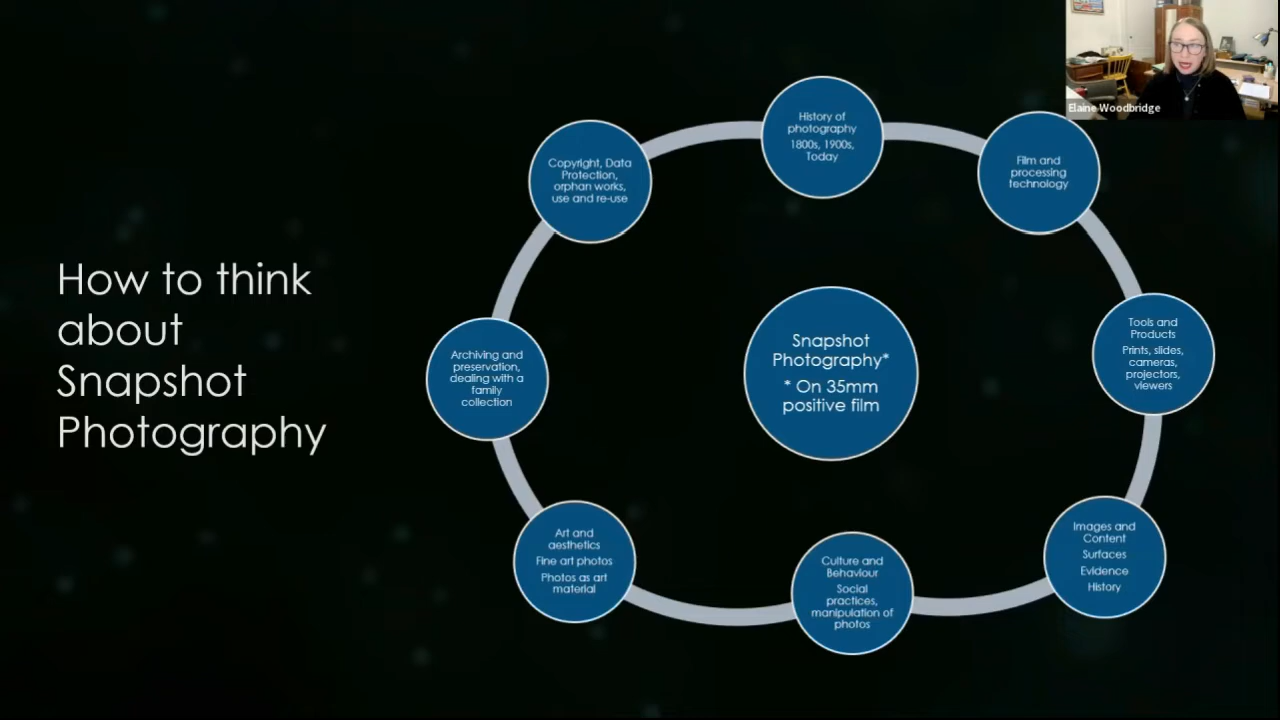 How to think
about
Snapshot
Photography
History of
photography
1800s, 1900s,
Today
Film and
processing
technology
Tools and
Products
Prints, slides,
cameras,
projectors,
viewers
Images and
Content
Surfaces
Evidence
History
Culture and
Behaviour
Social
practices,
manipulation of
photos
Art and
aesthetics
Fine art photos
Photos as art
material
Archiving and
preservation,
dealing with a
family
collection
Copyright, Data
Protection,
orphan works,
use and re-use
Snapshot
Photography*
* On 35mm
positive film
Elaine Woodbridge